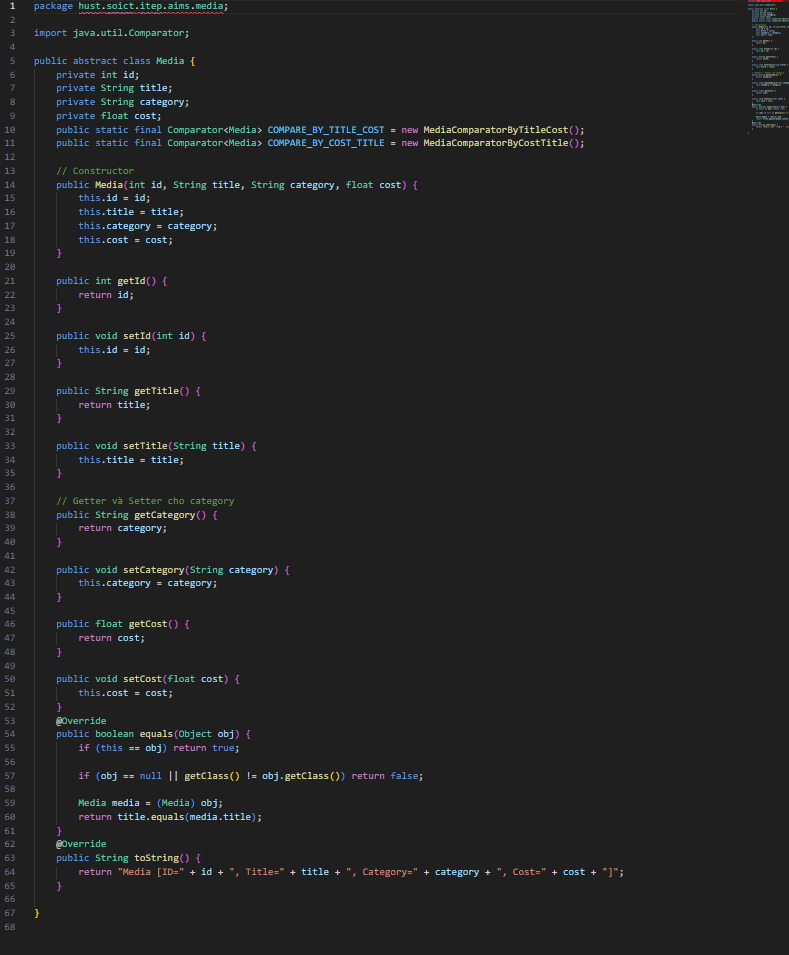 1 package hust.soict.itep.aims.media;
2
3 import java.util.Comparator;
4
5 public abstract class Media {
6 private int id;
7 private String title;
8 private String category;
9 private float cost;
10 public static final Comparator<Media> COMPARE_BY_TITLE_COST = new MediaComparatorByTitleCost();
11 public static final Comparator<Media> COMPARE_BY_COST_TITLE = new MediaComparatorByCostTitle();
12
13 // Constructor
14 public Media(int id, String title, String category, float cost) {
15 this.id = id;
16 this.title = title;
17 this.category = category;
18 this.cost = cost;
19 }
20
21 public int getId() {
22 return id;
23 }
24
25 public void setId(int id) {
26 this.id = id;
27 }
28
29 public String getTitle() {
30 return title;
31 }
32
33 public void setTitle(String title) {
34 this.title = title;
35 }
36
37 // Getter và Setter cho category
38 public String getCategory() {
39 return category;
40 }
41
42 public void setCategory(String category) {
43 this.category = category;
44 }
45
46 public float getCost() {
47 return cost;
48 }
49
50 public void setCost(float cost) {
51 this.cost = cost;
52 }
53 @Override
54 public boolean equals(Object obj) {
55 if (this == obj) return true;
56
57 if (obj == null || getClass() != obj.getClass()) return false;
58
59 Media media = (Media) obj;
60 return title.equals(media.title);
61 }
62 @Override
63 public String toString() {
64 return "Media [ID=" + id + ", Title=" + title + ", Category=" + category + ", Cost=" + cost + "]";
65 }
66
67 }
68